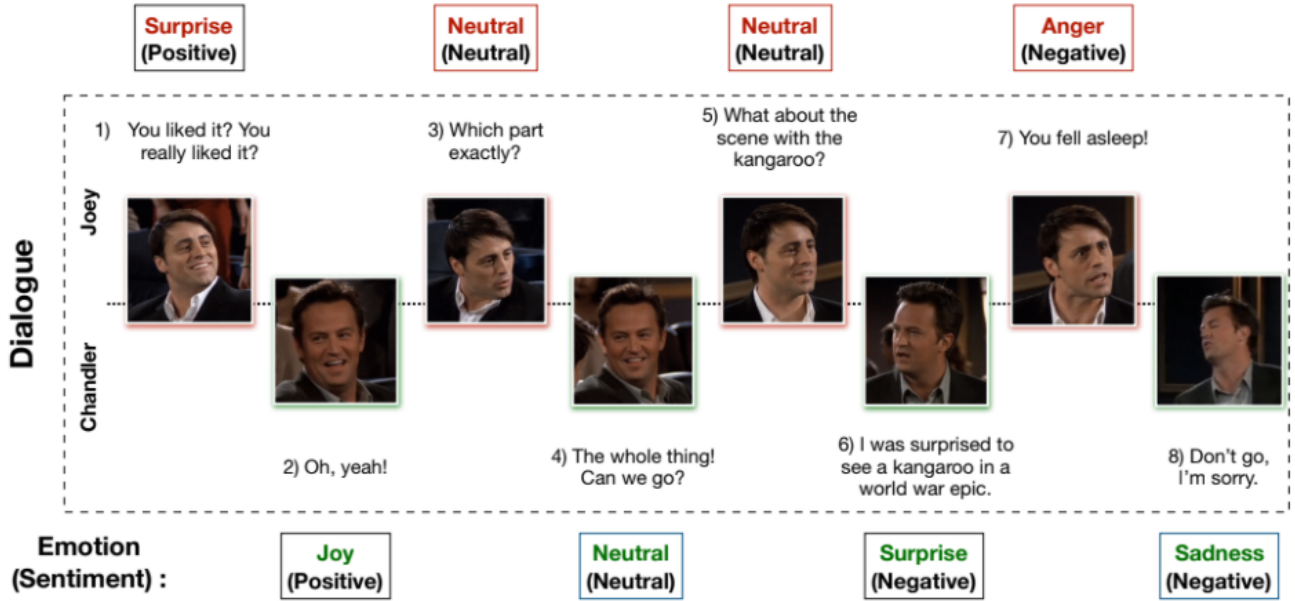 Surprise
(Positive)
Neutral
(Neutral)
Neutral
(Neutral)
Anger
(Negative)
1) You liked it? You
really liked it?
3) Which part
exactly?
5) What about the
scene with the
kangaroo?
7) You fell asleep!
Dialogue
Joey
Chandler
2) Oh, yeah!
4) The whole thing!
Can we go?
6) I was surprised to
see a kangaroo in a
world war epic.
8) Don't go,
I'm sorry.
Emotion
(Sentiment) :
Joy
(Positive)
Neutral
(Neutral)
Surprise
(Negative)
Sadness
(Negative)